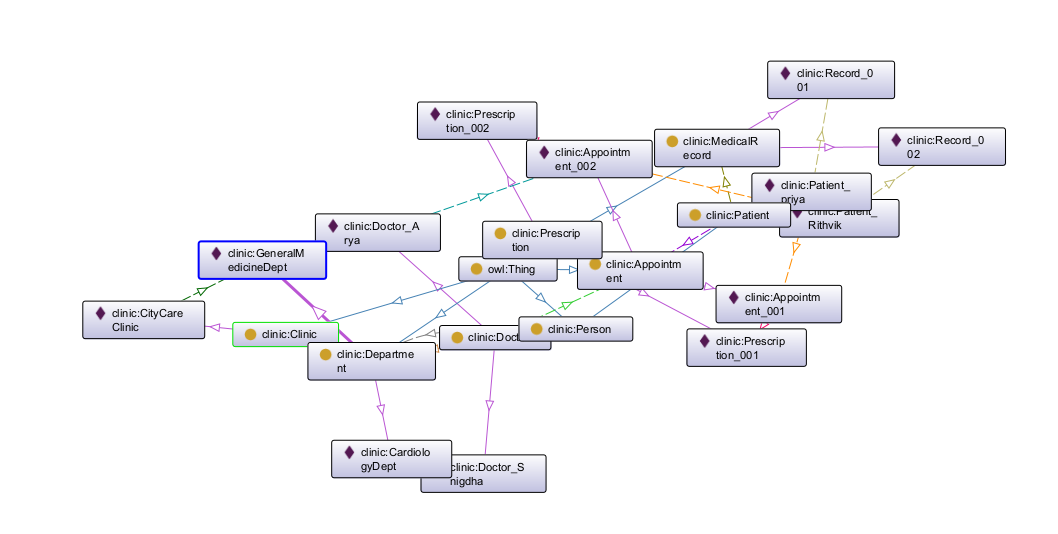 clinic:Record_0
01
clinic:Prescrip
tion_002
clinic:MedicalR
ecord
clinic:Record_0
02
clinic:Appointm
ent_002
clinic:Patient_
priya
clinic:Patient
clinic:Patient_
Rithvik
clinic:Doctor_A
rya
clinic:Prescrip
tion
clinic:GeneralM
edicineDept
owl:Thing
clinic:Appointm
ent
clinic:Appointm
ent_001
clinic:CityCare
Clinic
clinic:Clinic
clinic:Doct
clinic:Person
clinic:Prescrip
tion_001
clinic:Departme
nt
clinic:Cardiolo
gyDept
clinic:Doctor_S
nigdha